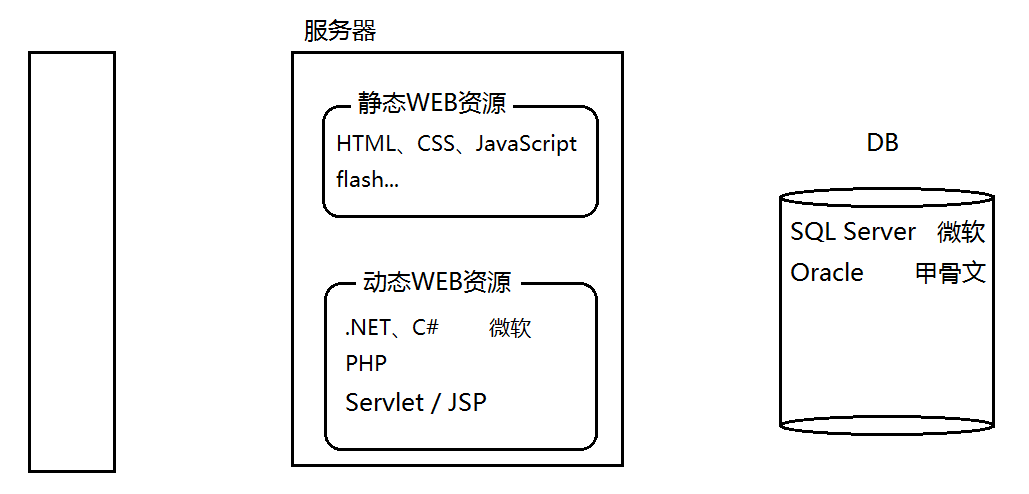 服务器
静态WEB资源
HTML、CSS、JavaScript
flash...
动态WEB资源
.NET、C# 微软
PHP
Servlet / JSP
DB
SQL Server 微软
Oracle 甲骨文